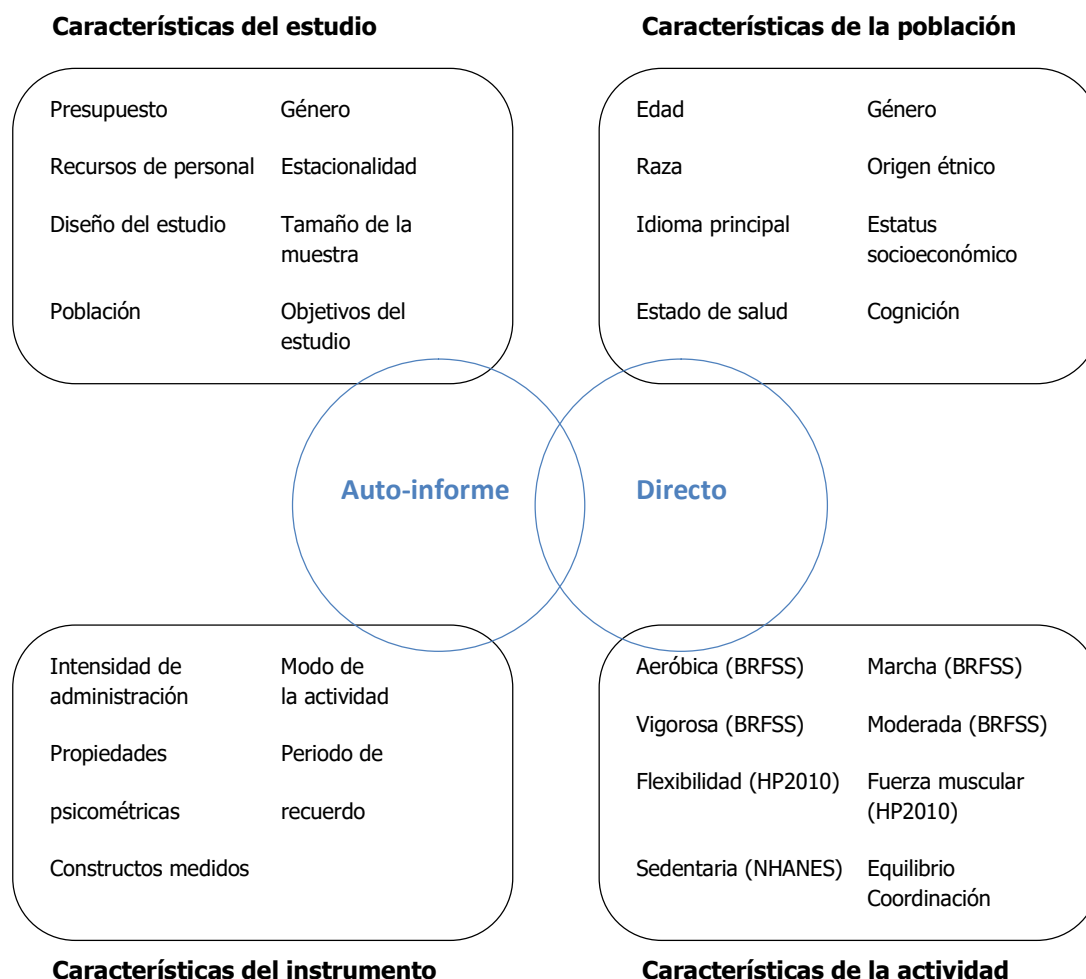 Características del estudio
Presupuesto
Género
Recursos de personal
Estacionalidad
Diseño del estudio
Tamaño de la
muestra
Población
Objetivos del
estudio
Características de la población
Edad
Género
Raza
Origen étnico
Idioma principal
Estatus
socioeconómico
Estado de salud
Cognición
Auto-informe
Directo
Intensidad de
administración
Modo de
la actividad
Propiedades
Periodo de
psicométricas
recuerdo
Constructos medidos
Características del instrumento
Aeróbica (BRFSS)
Marcha (BRFSS)
Vigorosa (BRFSS)
Moderada (BRFSS)
Flexibilidad (HP2010)
Fuerza muscular
(HP2010)
Sedentaria (NHANES)
Equilibrio
Coordinación
Características de la actividad